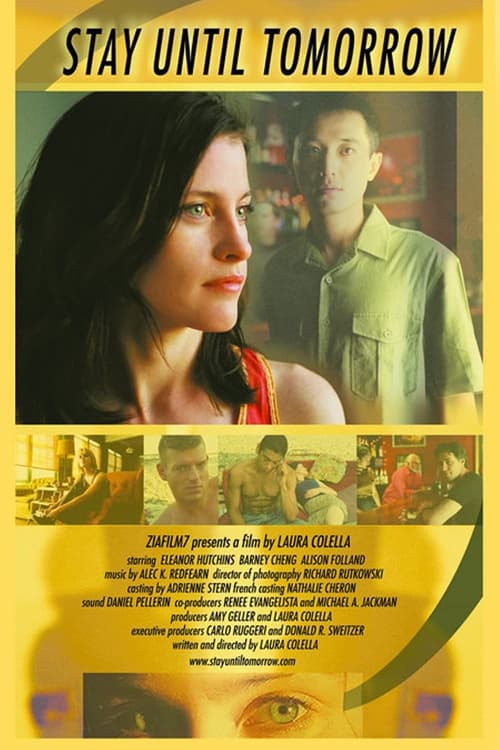 STAY UNTIL TOMORROW
ZIAFILM7 presents a film by LAURA COLELLA
starring ELEANOR HUTCHINS BARNEY CHENG ALISON FOLLAND
music by ALEC K. REDFEARN director of photography RICHARD RUTKOWSKI
casting by ADRIENNE STERN french casting NATHALIE CHERON
sound DANIEL PELLERIN co-producers RENEE EVANGELISTA and MICHAEL A. JACKMAN
producers AMY GELLER and LAURA COLELLA
executive producers CARLO RUGGERI and DONALD R. SWEITZER
written and directed by LAURA COLELLA
www.stayuntiltomorrow.com